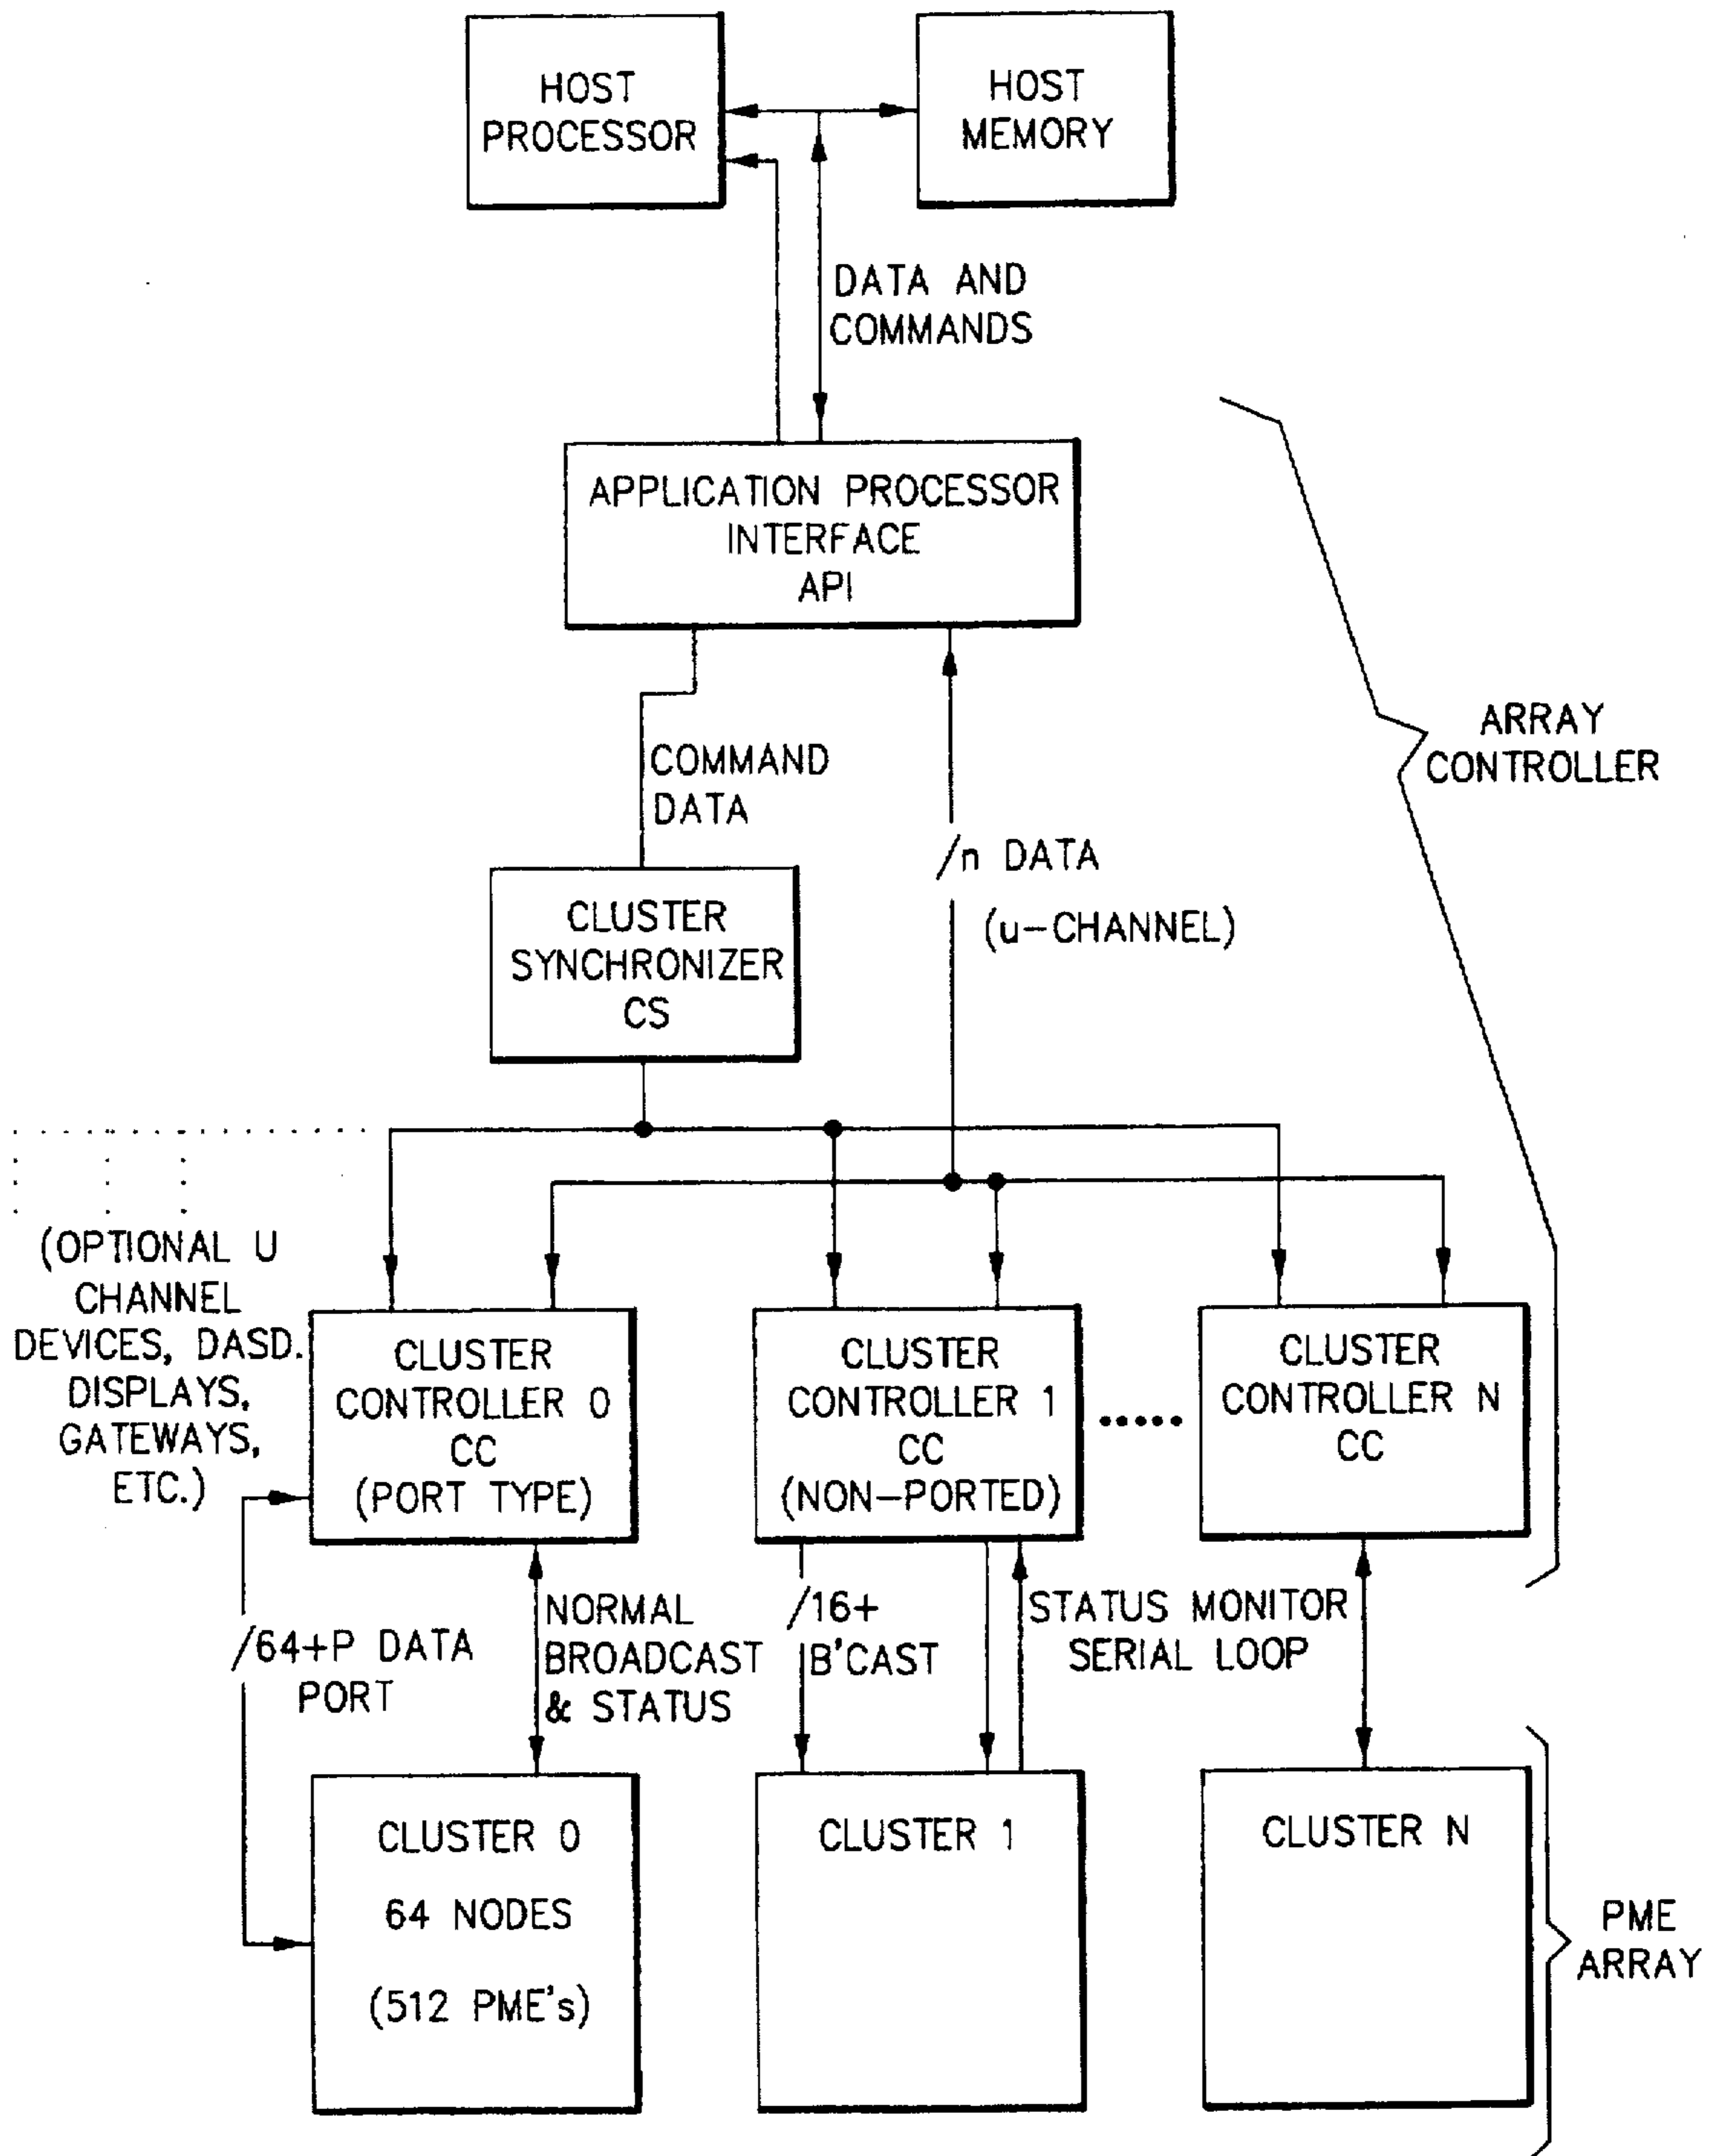 HOST
PROCESSOR
HOST
MEMORY
DATA AND
COMMANDS
APPLICATION PROCESSOR
INTERFACE
API
ARRAY
CONTROLLER
COMMAND
DATA
/n DATA
(u-CHANNEL)
CLUSTER
SYNCHRONIZER
CS
(OPTIONAL U
CHANNEL
DEVICES, DASD.
DISPLAYS,
GATEWAYS,
ETC.)
CLUSTER
CONTROLLER 0
CC
(PORT TYPE)
CLUSTER
CONTROLLER 1
CC
(NON-PORTED)
CLUSTER
CONTROLLER N
CC
/64+P DATA
PORT
NORMAL
BROADCAST
& STATUS
/16+
B'CAST
STATUS MONITOR
SERIAL LOOP
CLUSTER 0
64 NODES
(512 PME's)
CLUSTER 1
CLUSTER N
PME
ARRAY